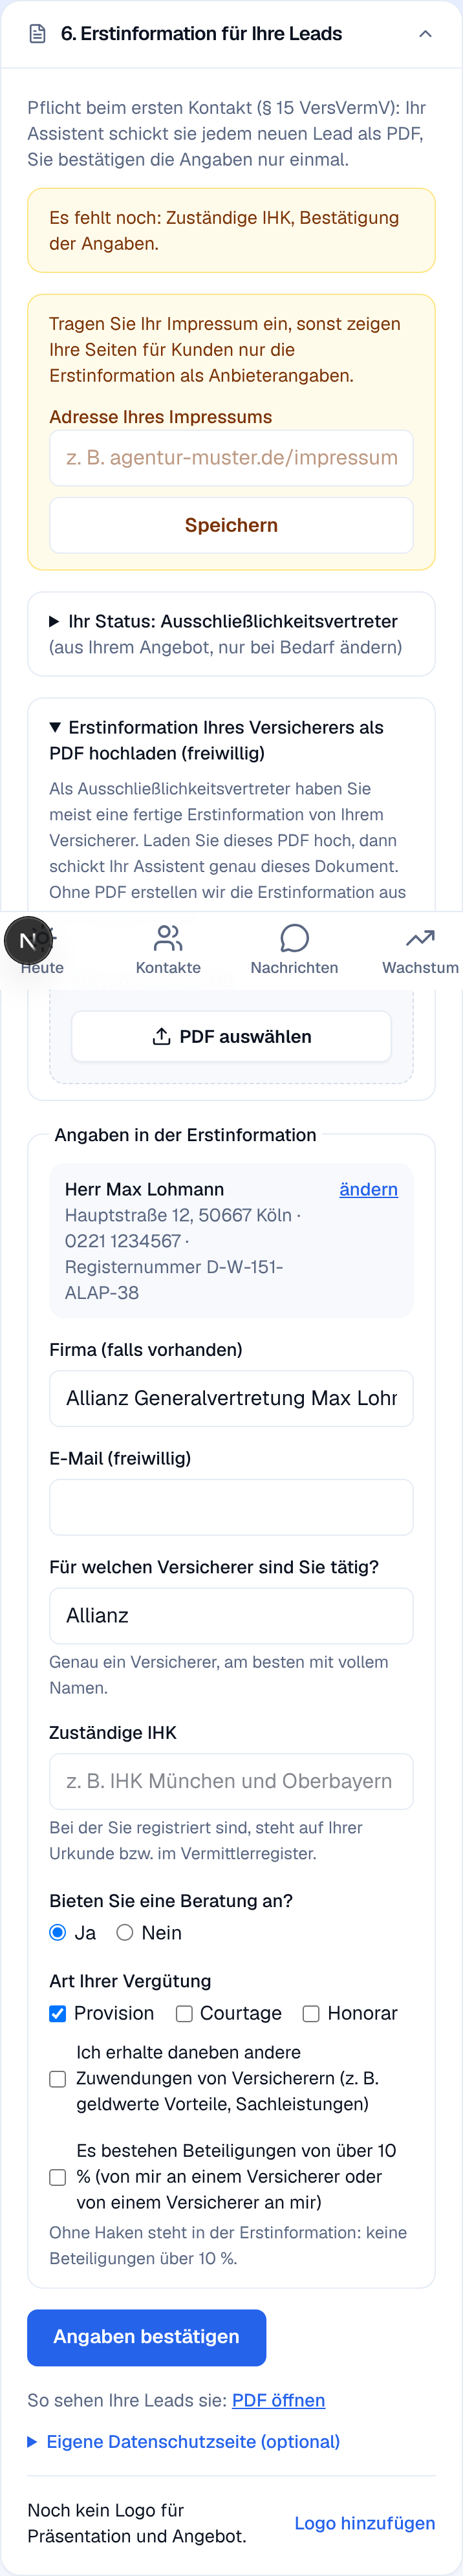 6. Erstinformation für Ihre Leads
Pflicht beim ersten Kontakt (§ 15 VersVermV): Ihr
Assistent schickt sie jedem neuen Lead als PDF,
Sie bestätigen die Angaben nur einmal.
Es fehlt noch: Zuständige IHK, Bestätigung
der Angaben.
Tragen Sie Ihr Impressum ein, sonst zeigen
Ihre Seiten für Kunden nur die
Erstinformation als Anbieterangaben.
Adresse Ihres Impressums
z. B. agentur-muster.de/impressum
Speichern
Ihr Status: Ausschließlichkeitsvertreter
(aus Ihrem Angebot, nur bei Bedarf ändern)
Erstinformation Ihres Versicherers als
PDF hochladen (freiwillig)
Als Ausschließlichkeitsvertreter haben Sie
meist eine fertige Erstinformation von Ihrem
Versicherer. Laden Sie dieses PDF hoch, dann
schickt Ihr Assistent genau dieses Dokument.
Ohne PDF erstellen wir die Erstinformation aus
N
Heute Kontakte Nachrichten Wachstum
PDF auswählen
Angaben in der Erstinformation
Herr Max Lohmann ändern
Hauptstraße 12, 50667 Köln ·
0221 1234567 ·
Registernummer D-W-151-
ALAP-38
Firma (falls vorhanden)
Allianz Generalvertretung Max Lohr
E-Mail (freiwillig)
Für welchen Versicherer sind Sie tätig?
Allianz
Genau ein Versicherer, am besten mit vollem
Namen.
Zuständige IHK
z. B. IHK München und Oberbayern
Bei der Sie registriert sind, steht auf Ihrer
Urkunde bzw. im Vermittlerregister.
Bieten Sie eine Beratung an?
Ja Nein
Art Ihrer Vergütung
Provision Courtage Honorar
Ich erhalte daneben andere
Zuwendungen von Versicherern (z. B.
geldwerte Vorteile, Sachleistungen)
Es bestehen Beteiligungen von über 10
% (von mir an einem Versicherer oder
von einem Versicherer an mir)
Ohne Haken steht in der Erstinformation: keine
Beteiligungen über 10 %.
Angaben bestätigen
So sehen Ihre Leads sie: PDF öffnen
Eigene Datenschutzseite (optional)
Noch kein Logo für
Präsentation und Angebot.
Logo hinzufügen